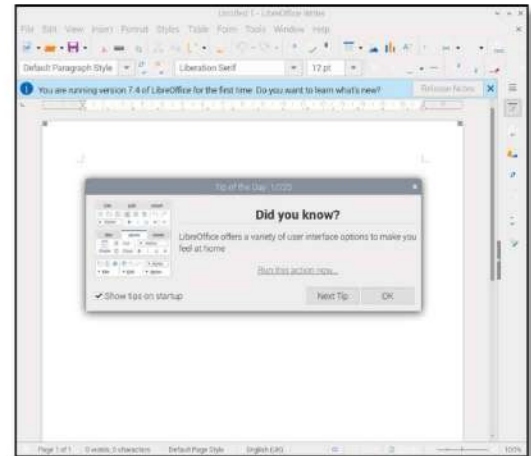 Untitled 1 - LibreOffice Writer
File Edit View Insert Format Styles Table Form Tools Window Help
Default Paragraph Style Liberation Serif 12 pt
You are running version 7.4 of LibreOffice for the first time. Do you want to learn what's new? Release Notes
Tip of the Day: 1/225
Did you know?
LibreOffice offers a variety of user interface options to make you
feel at home
Run this action now...
Show tips on startup Next Tip OK
Page 1 of 1 0 words, 0 characters Default Page Style English (UK) 100%